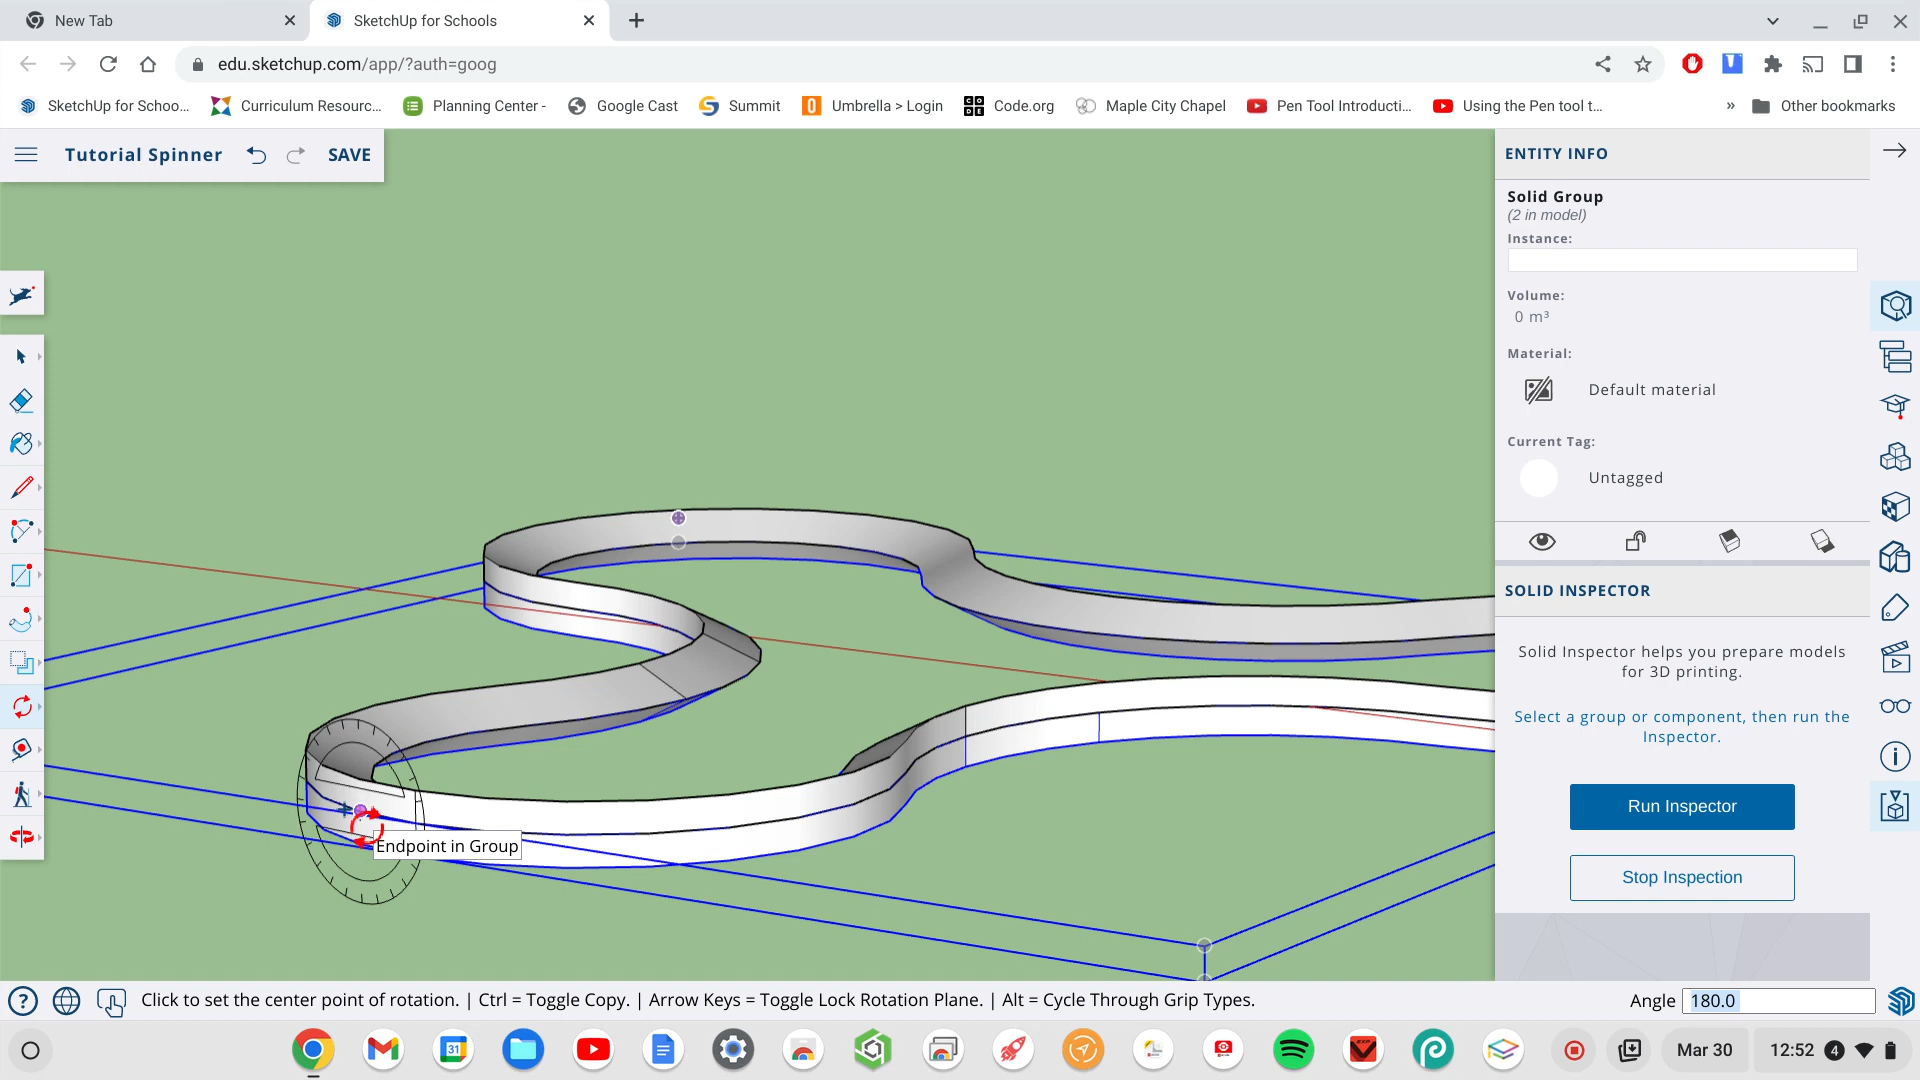 New Tab
SketchUp for Schools
edu.sketchup.com/app/?auth=goog
SketchUp for Schoo...
Curriculum Resourc...
Planning Center -
Google Cast
Summit
Umbrella > Login
Code.org
Maple City Chapel
Pen Tool Introducti...
Using the Pen tool t...
»
Other bookmarks
Tutorial Spinner
SAVE
ENTITY INFO
Solid Group
(2 in model)
Instance:
Volume:
0 m³
Material:
Default material
Current Tag:
Untagged
SOLID INSPECTOR
Solid Inspector helps you prepare models
for 3D printing.
Select a group or component, then run the
Inspector.
Run Inspector
Stop Inspection
Endpoint in Group
Click to set the center point of rotation. | Ctrl = Toggle Copy. | Arrow Keys = Toggle Lock Rotation Plane. | Alt = Cycle Through Grip Types.
Angle 180.0
31
Mar 30
12:52
4